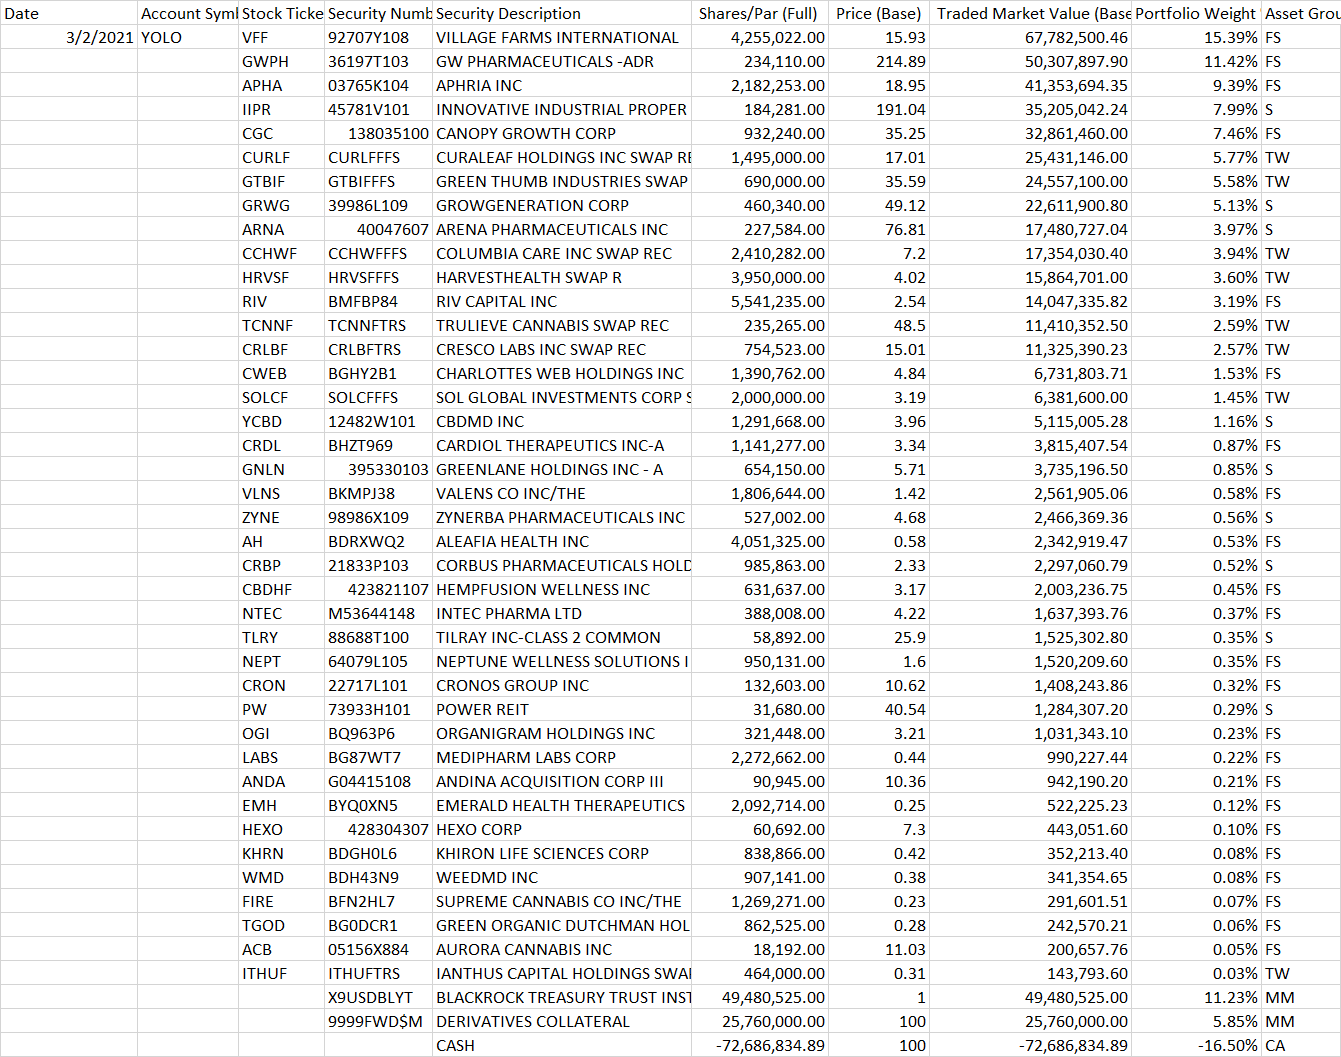 Date Account Syml Stock Ticke Security Numb Security Description Shares/Par (Full) Price (Base) Traded Market Value (Base Portfolio Weight Asset Grou
3/2/2021 YOLO VFF 92707Y108 VILLAGE FARMS INTERNATIONAL 4,255,022.00 15.93 67,782,500.46 15.39% FS
GWPH 36197T103 GW PHARMACEUTICALS -ADR 234,110.00 214.89 50,307,897.90 11.42% FS
APHA 03765K104 APHRIA INC 2,182,253.00 18.95 41,353,694.35 9.39% FS
IIPR 45781V101 INNOVATIVE INDUSTRIAL PROPER 184,281.00 191.04 35,205,042.24 7.99% S
CGC 138035100 CANOPY GROWTH CORP 932,240.00 35.25 32,861,460.00 7.46% FS
CURLF CURLFFFS CURALEAF HOLDINGS INC SWAP RE 1,495,000.00 17.01 25,431,146.00 5.77% TW
GTBIF GTBIFFFS GREEN THUMB INDUSTRIES SWAP 690,000.00 35.59 24,557,100.00 5.58% TW
GRWG 39986L109 GROWGENERATION CORP 460,340.00 49.12 22,611,900.80 5.13% S
ARNA 40047607 ARENA PHARMACEUTICALS INC 227,584.00 76.81 17,480,727.04 3.97% S
CCHWF CCHWFFFS COLUMBIA CARE INC SWAP REC 2,410,282.00 7.2 17,354,030.40 3.94% TW
HRVSF HRVSFFFS HARVESTHEALTH SWAP R 3,950,000.00 4.02 15,864,701.00 3.60% TW
RIV BMFBP84 RIV CAPITAL INC 5,541,235.00 2.54 14,047,335.82 3.19% FS
TCNNF TCNNFTRS TRULIEVE CANNABIS SWAP REC 235,265.00 48.5 11,410,352.50 2.59% TW
CRLBF CRLBFTRS CRESCO LABS INC SWAP REC 754,523.00 15.01 11,325,390.23 2.57% TW
CWEB BGHY2B1 CHARLOTTES WEB HOLDINGS INC 1,390,762.00 4.84 6,731,803.71 1.53% FS
SOLCF SOLCFFFS SOL GLOBAL INVESTMENTS CORP S 2,000,000.00 3.19 6,381,600.00 1.45% TW
YCBD 12482W101 CBDMD INC 1,291,668.00 3.96 5,115,005.28 1.16% S
CRDL BHZT969 CARDIOL THERAPEUTICS INC-A 1,141,277.00 3.34 3,815,407.54 0.87% FS
GNLN 395330103 GREENLANE HOLDINGS INC - A 654,150.00 5.71 3,735,196.50 0.85% S
VLNS BKMPJ38 VALENS CO INC/THE 1,806,644.00 1.42 2,561,905.06 0.58% FS
ZYNE 98986X109 ZYNERBA PHARMACEUTICALS INC 527,002.00 4.68 2,466,369.36 0.56% S
AH BDRXWQ2 ALEAFIA HEALTH INC 4,051,325.00 0.58 2,342,919.47 0.53% FS
CRBP 21833P103 CORBUS PHARMACEUTICALS HOLD 985,863.00 2.33 2,297,060.79 0.52% S
CBDHF 423821107 HEMPFUSION WELLNESS INC 631,637.00 3.17 2,003,236.75 0.45% FS
NTEC M53644148 INTEC PHARMA LTD 388,008.00 4.22 1,637,393.76 0.37% FS
TLRY 88688T100 TILRAY INC-CLASS 2 COMMON 58,892.00 25.9 1,525,302.80 0.35% S
NEPT 64079L105 NEPTUNE WELLNESS SOLUTIONS I 950,131.00 1.6 1,520,209.60 0.35% FS
CRON 22717L101 CRONOS GROUP INC 132,603.00 10.62 1,408,243.86 0.32% FS
PW 73933H101 POWER REIT 31,680.00 40.54 1,284,307.20 0.29% S
OGI BQ963P6 ORGANIGRAM HOLDINGS INC 321,448.00 3.21 1,031,343.10 0.23% FS
LABS BG87WT7 MEDIPHARM LABS CORP 2,272,662.00 0.44 990,227.44 0.22% FS
ANDA G04415108 ANDINA ACQUISITION CORP III 90,945.00 10.36 942,190.20 0.21% FS
EMH BYQ0XN5 EMERALD HEALTH THERAPEUTICS 2,092,714.00 0.25 522,225.23 0.12% FS
HEXO 428304307 HEXO CORP 60,692.00 7.3 443,051.60 0.10% FS
KHRN BDGH0L6 KHIRON LIFE SCIENCES CORP 838,866.00 0.42 352,213.40 0.08% FS
WMD BDH43N9 WEEDMD INC 907,141.00 0.38 341,354.65 0.08% FS
FIRE BFN2HL7 SUPREME CANNABIS CO INC/THE 1,269,271.00 0.23 291,601.51 0.07% FS
TGOD BG0DCR1 GREEN ORGANIC DUTCHMAN HOL 862,525.00 0.28 242,570.21 0.06% FS
ACB 05156X884 AURORA CANNABIS INC 18,192.00 11.03 200,657.76 0.05% FS
ITHUF ITHUFTRS IANTHUS CAPITAL HOLDINGS SWAI 464,000.00 0.31 143,793.60 0.03% TW
X9USDBLYT BLACKROCK TREASURY TRUST INST 49,480,525.00 1 49,480,525.00 11.23% MM
9999FWD$M DERIVATIVES COLLATERAL 25,760,000.00 100 25,760,000.00 5.85% MM
CASH -72,686,834.89 100 -72,686,834.89 -16.50% CA